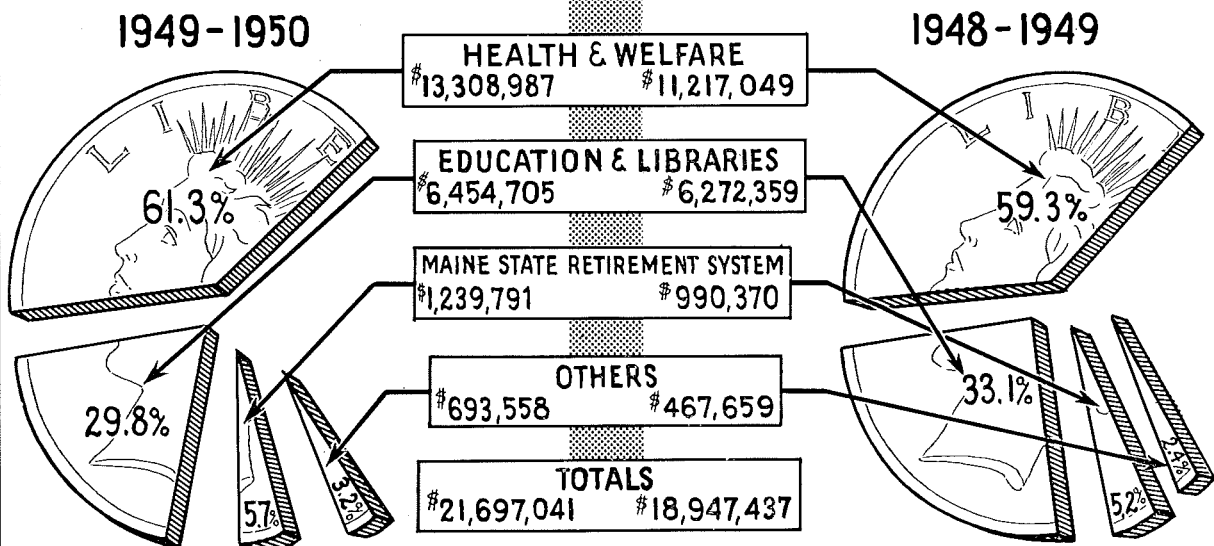 1949-1950
1948-1949
HEALTH & WELFARE
$13,308,987 $11,217,049
EDUCATION & LIBRARIES
$6,454,705 $6,272,359
MAINE STATE RETIREMENT SYSTEM
$1,239,791 $990,370
OTHERS
$693,558 $467,659
TOTALS
$21,697,041 $18,947,437
LIBE
61.3%
29.8%
5.7%
3.2%
LIB
59.3%
33.1%
5.2%
2.4%